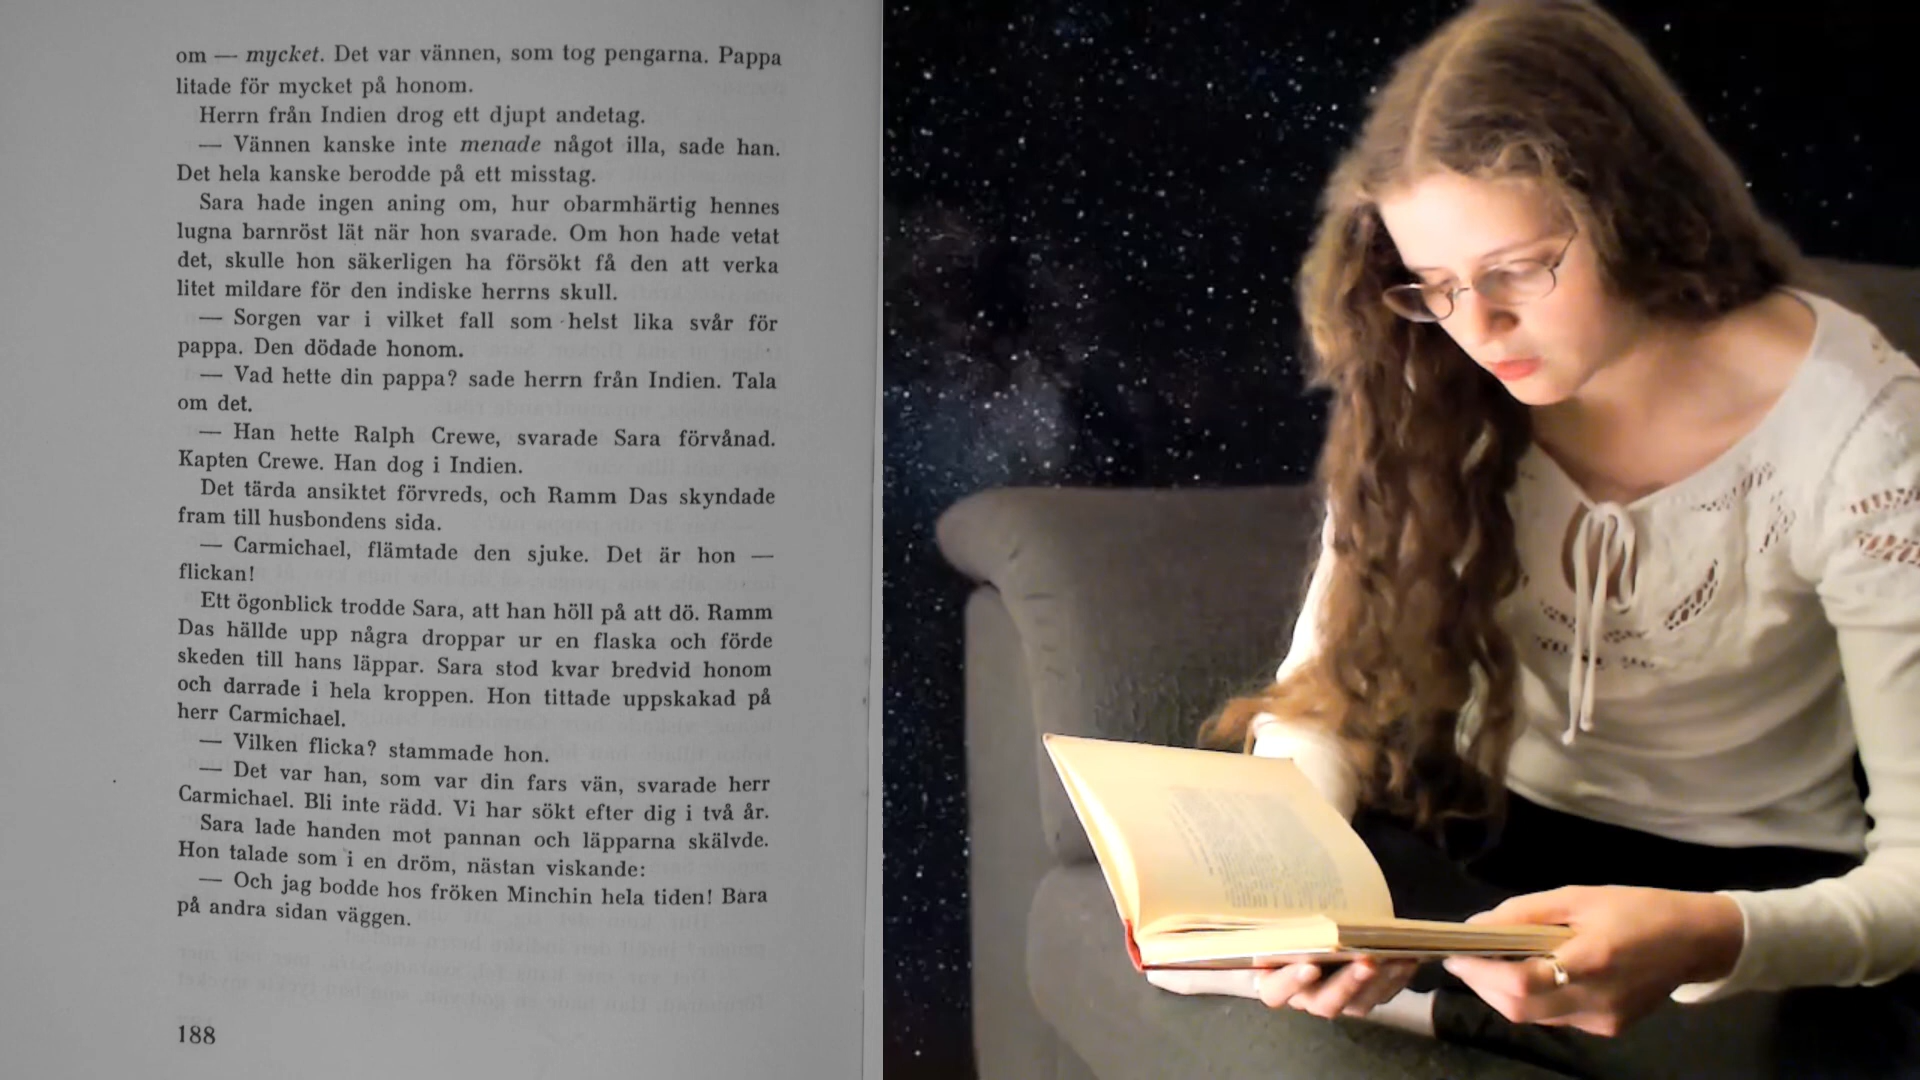 om — mycket. Det var vännen, som tog pengarna. Pappa
litade för mycket på honom.
Herrn från Indien drog ett djupt andetag.
— Vännen kanske inte menade något illa, sade han.
Det hela kanske berodde på ett misstag.
Sara hade ingen aning om, hur obarmhärtig hennes
lugna barnröst lät när hon svarade. Om hon hade vetat
det, skulle hon säkerligen ha försökt få den att verka
litet mildare för den indiske herrns skull.
— Sorgen var i vilket fall som helst lika svår för
pappa. Den dödade honom.
— Vad hette din pappa? sade herrn från Indien. Tala
om det.
— Han hette Ralph Crewe, svarade Sara förvånad.
Kapten Crewe. Han dog i Indien.
Det tärda ansiktet förvreds, och Ramm Das skyndade
fram till husbondens sida.
— Carmichael, flämtade den sjuke. Det är hon —
flickan!
Ett ögonblick trodde Sara, att han höll på att dö. Ramm
Das hällde upp några droppar ur en flaska och förde
skeden till hans läppar. Sara stod kvar bredvid honom
och darrade i hela kroppen. Hon tittade uppskakad på
herr Carmichael.
— Vilken flicka? stammade hon.
— Det var han, som var din fars vän, svarade herr
Carmichael. Bli inte rädd. Vi har sökt efter dig i två år.
Sara lade handen mot pannan och läpparna skälvde.
Hon talade som i en dröm, nästan viskande:
— Och jag bodde hos fröken Minchin hela tiden! Bara
på andra sidan väggen.
188